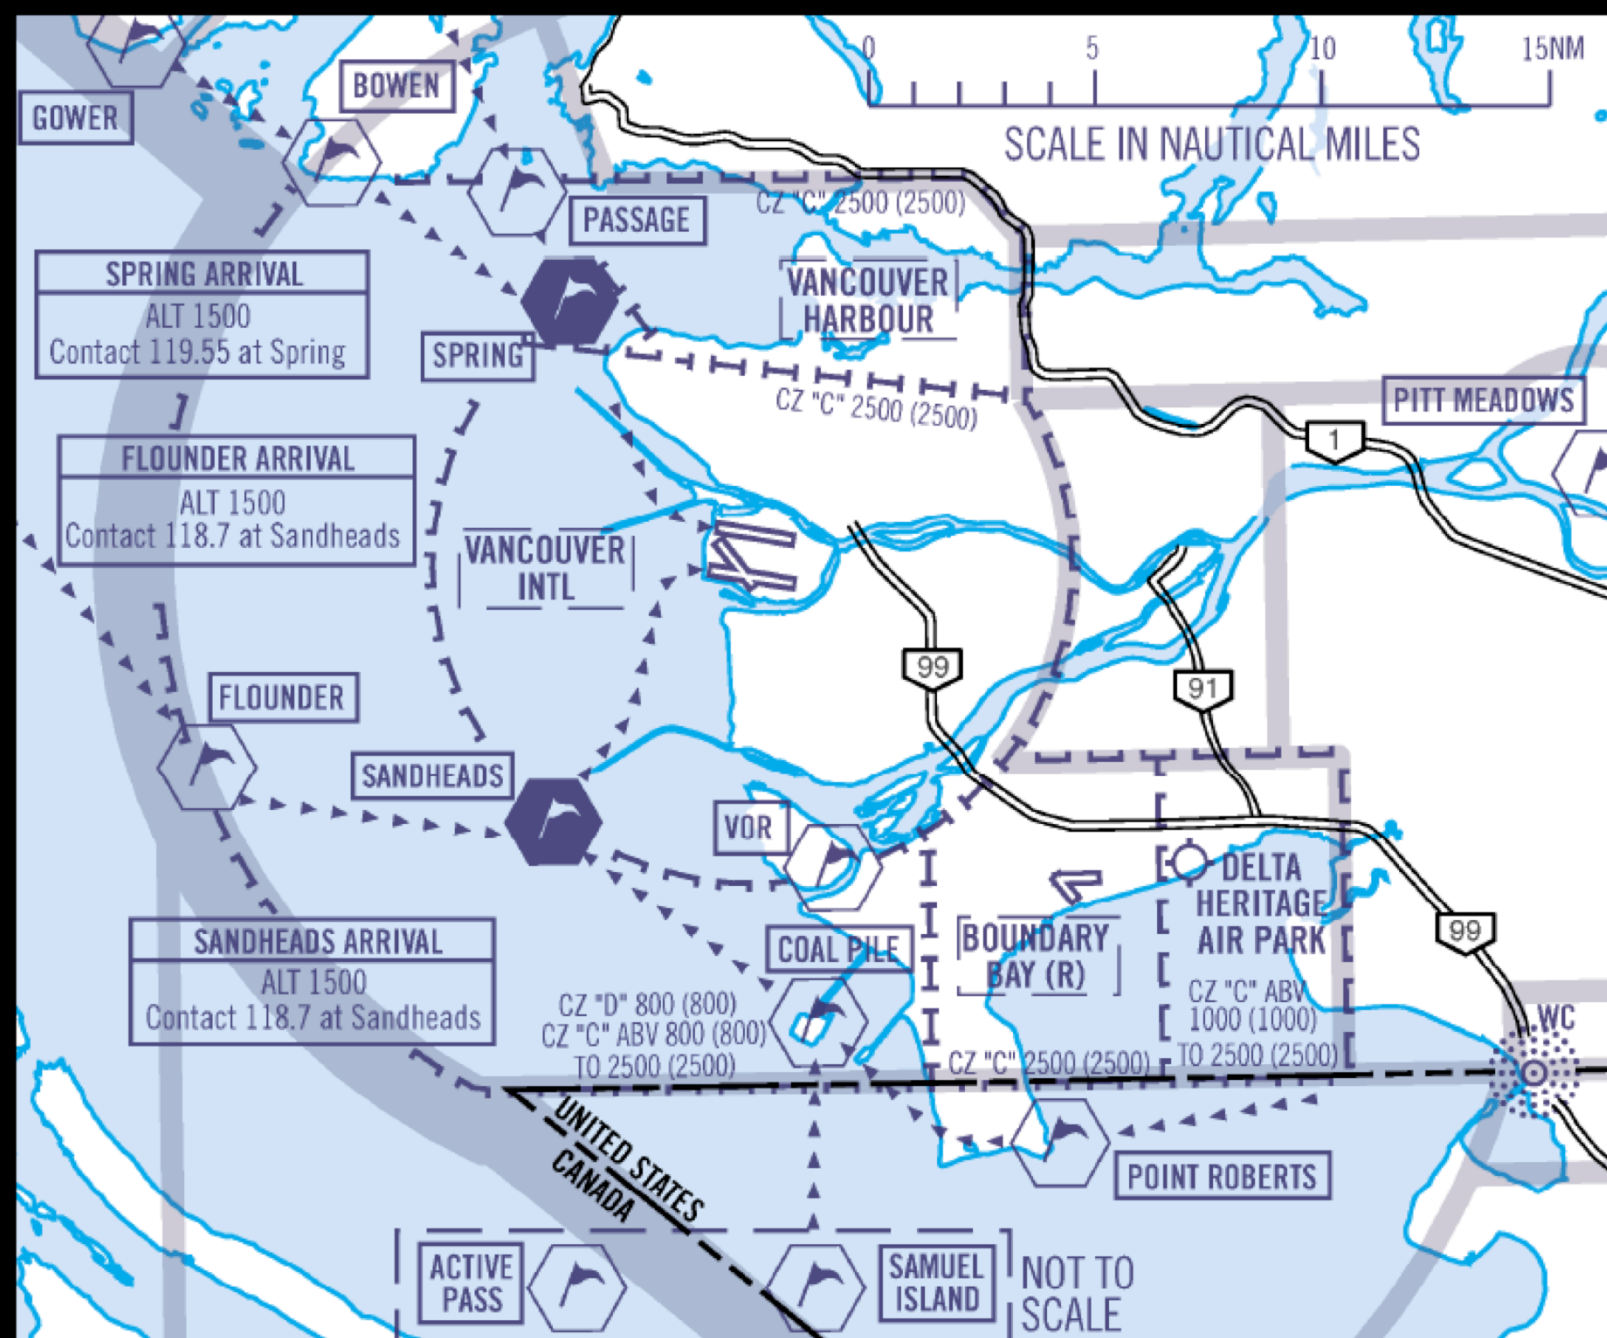 0 5 10 15NM
SCALE IN NAUTICAL MILES
BOWEN
GOWER
PASSAGE
CZ "C" 2500 (2500)
SPRING ARRIVAL
ALT 1500
Contact 119.55 at Spring
VANCOUVER
HARBOUR
SPRING
CZ "C" 2500 (2500)
PITT MEADOWS
1
FLOUNDER ARRIVAL
ALT 1500
Contact 118.7 at Sandheads
VANCOUVER
INTL
99
91
FLOUNDER
SANDHEADS
VOR
DELTA
HERITAGE
AIR PARK
CZ "C" ABV
1000 (1000)
TO 2500 (2500)
99
SANDHEADS ARRIVAL
ALT 1500
Contact 118.7 at Sandheads
COAL PILE
BOUNDARY
BAY (R)
CZ "D" 800 (800)
CZ "C" ABV 800 (800)
TO 2500 (2500)
CZ "C" 2500 (2500)
WC
UNITED STATES
CANADA
POINT ROBERTS
ACTIVE
PASS
SAMUEL
ISLAND
NOT TO
SCALE